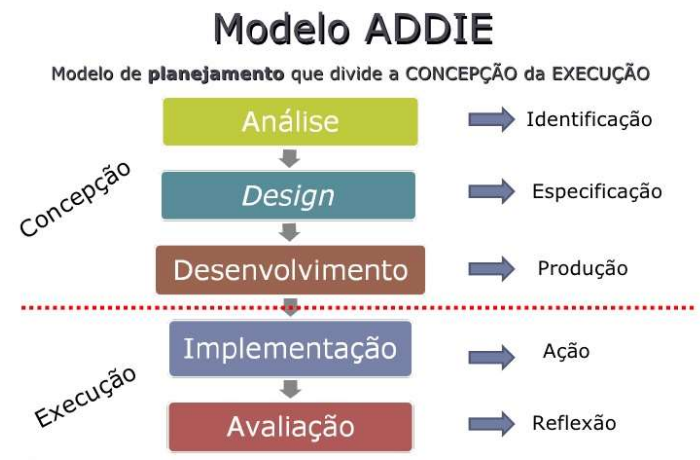 Modelo ADDIE
Modelo de planejamento que divide a CONCEPÇÃO da EXECUÇÃO
Concepção
Análise
Identificação
Design
Especificação
Desenvolvimento
Produção
Execução
Implementação
Ação
Avaliação
Reflexão